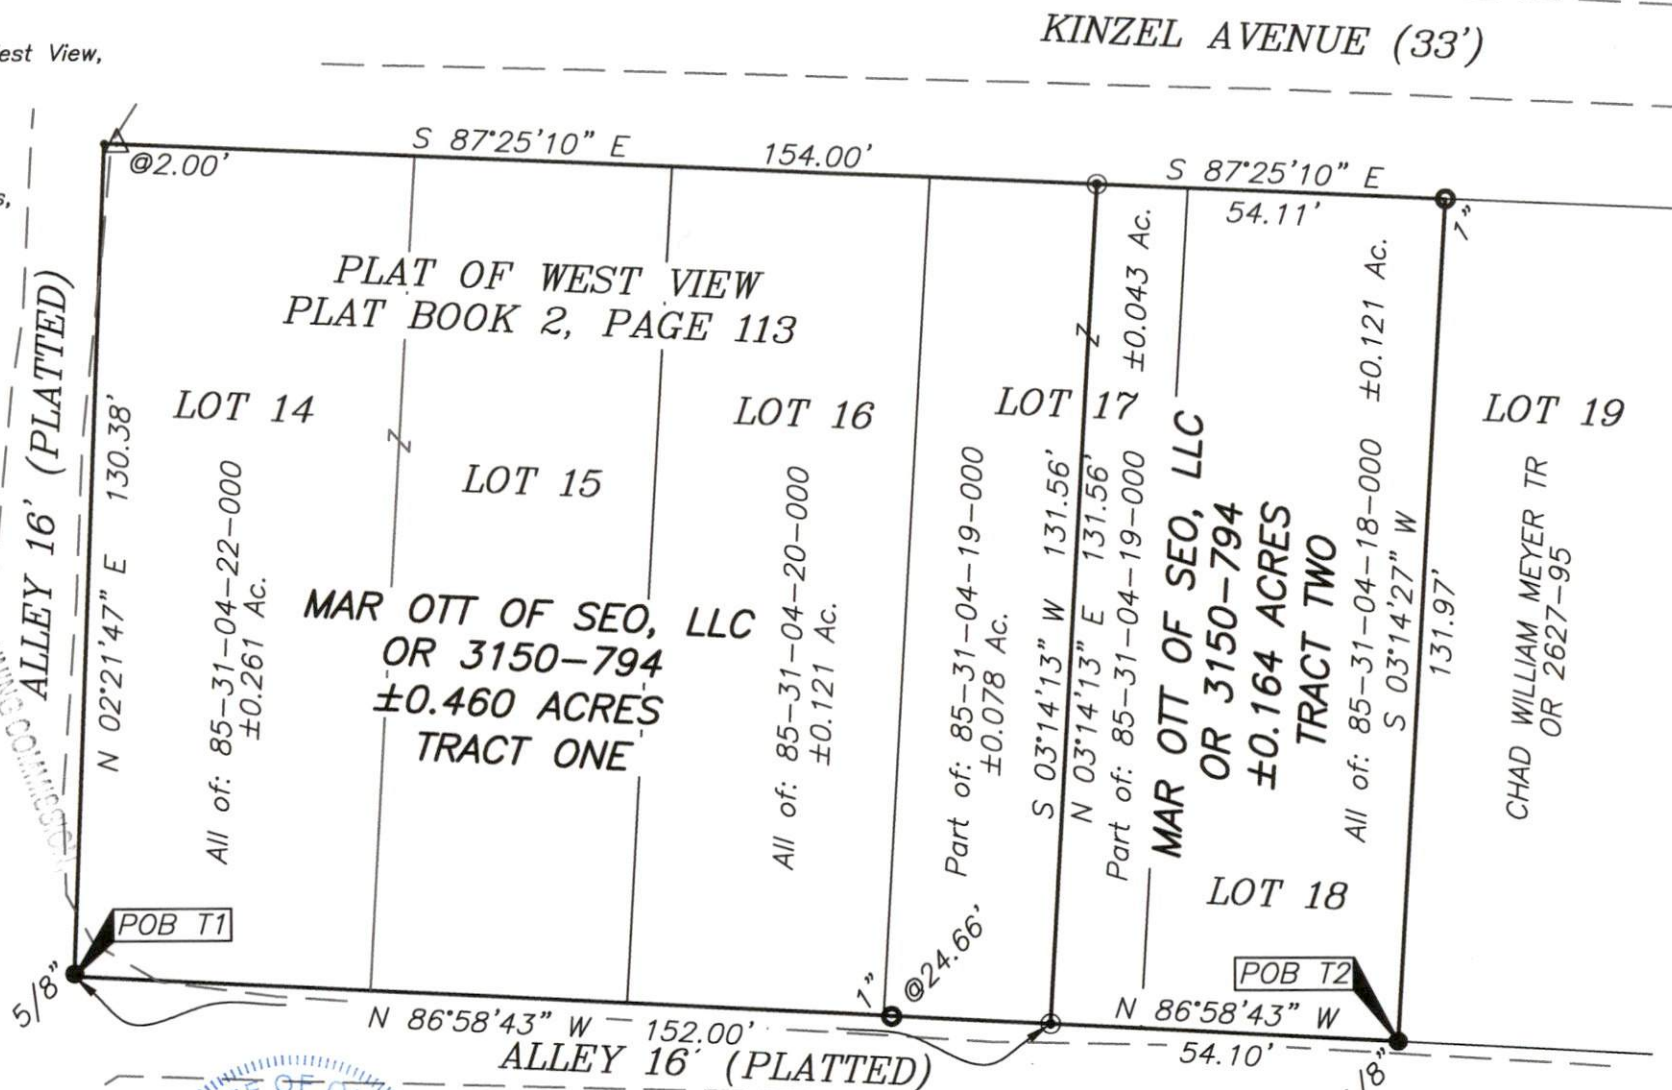 KINZEL AVENUE (33')
est View,
s,
S 87°25'10" E
154.00'
@2.00'
S 87°25'10" E
54.11'
1"
PLAT OF WEST VIEW
PLAT BOOK 2, PAGE 113
ALLEY 16' (PLATTED)
N 02°21'47" E 130.38'
LOT 14
All of: 85-31-04-22-000
±0.261 Ac.
LOT 15
LOT 16
All of: 85-31-04-20-000
±0.121 Ac.
MAR OTT OF SEO, LLC
OR 3150-794
±0.460 ACRES
TRACT ONE
LOT 17
Part of: 85-31-04-19-000
±0.078 Ac.
S 03°14'13" W 131.56'
N 03°14'13" E 131.56'
Part of: 85-31-04-19-000 ±0.043 Ac.
MAR OTT OF SEO, LLC
OR 3150-794
±0.164 ACRES
TRACT TWO
All of: 85-31-04-18-000 ±0.121 Ac.
S 03°14'27" W
131.97'
LOT 18
LOT 19
CHAD WILLIAM MEYER TR
OR 2627-95
POB T1
5/8"
1"
@24.66'
POB T2
N 86°58'43" W
54.10'
/8"
N 86°58'43" W 152.00'
ALLEY 16' (PLATTED)
NING COMMISSION
E OF O